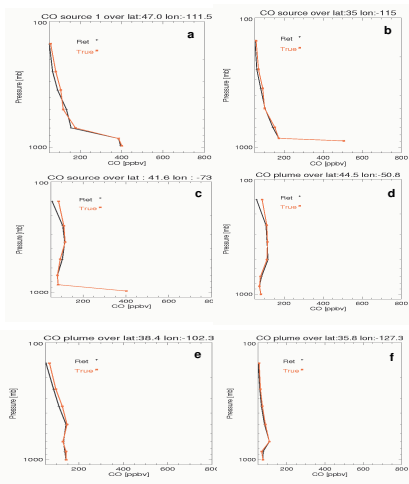 CO source 1 over lat:47.0 lon:-111.5
100
a
Ret *
True*
Pressure [mb]
1000
0 200 400 600 800
CO [ppbv]
CO source over lat:35 lon:-115
100
b
Ret *
True*
Pressure [mb]
1000
0 200 400 600 800
CO [ppbv]
CO source over lat : 41.6 lon : -73
100
c
Ret *
True*
Pressure [mb]
1000
200 400 600 80
CO [ppbv]
CO plume over lat:44.5 lon:-50.8
100
d
Ret *
True*
Pressure [mb]
1000
0 200 400 600 800
CO [ppbv]
CO plume over lat:38.4 lon:-102.3
100
e
Ret *
True*
Pressure [mb]
1000
0 200 400 600 800
CO [ppbv]
CO plume over lat:35.8 lon:-127.3
100
f
Ret *
True*
Pressure [mb]
1000
0 200 400 600 800
CO [ppbv]